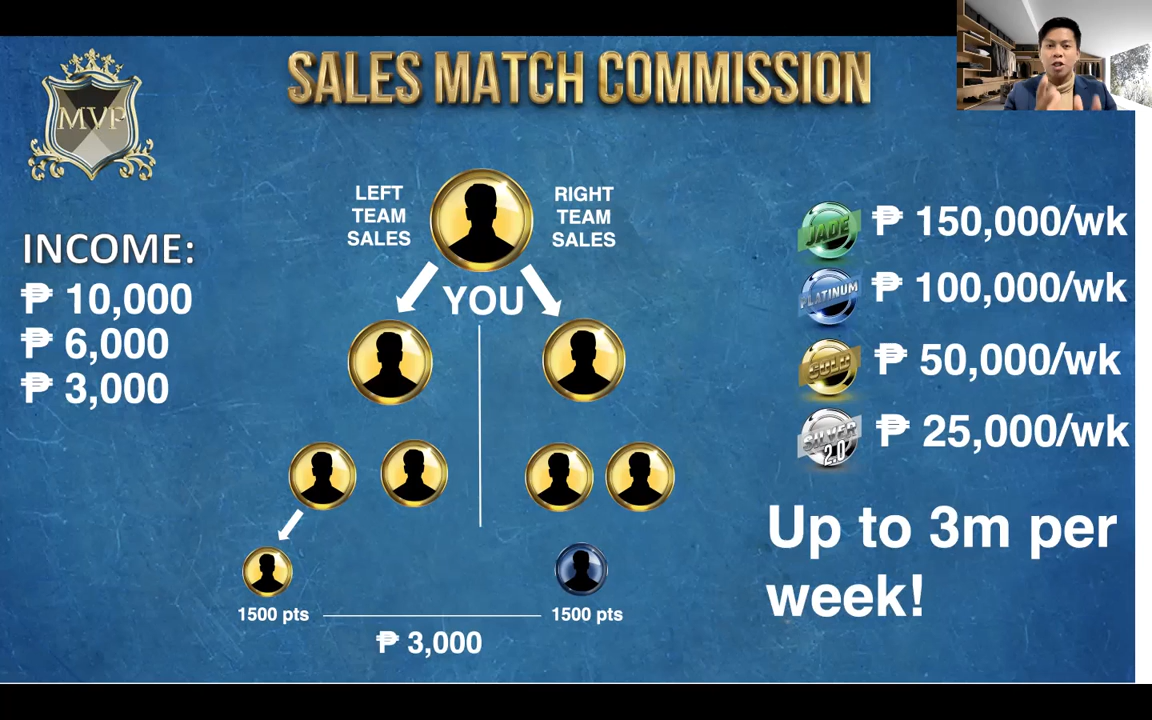 SALES MATCH COMMISSION
MVP
LEFT
TEAM
SALES
RIGHT
TEAM
SALES
YOU
INCOME:
₱ 10,000
₱ 6,000
₱ 3,000
JADE
₱ 150,000/wk
PLATINUM
₱ 100,000/wk
GOLD
₱ 50,000/wk
SILVER
2.0
₱ 25,000/wk
Up to 3m per
week!
1500 pts
1500 pts
₱ 3,000